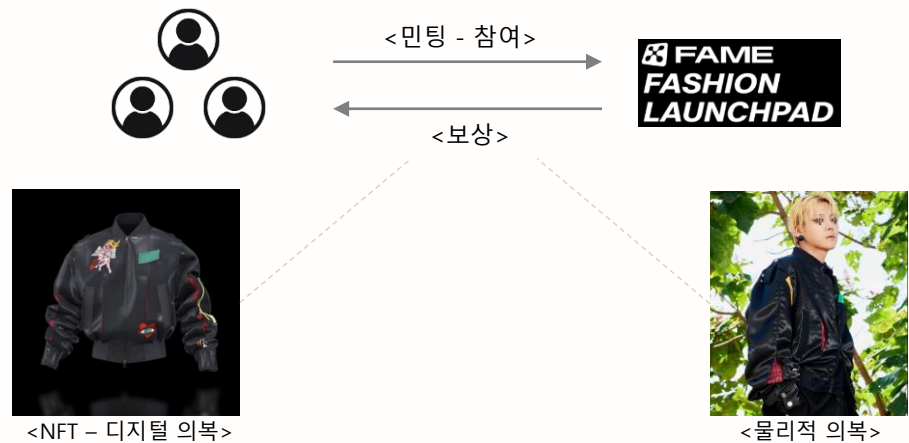 <민팅 - 참여>
FAME
FASHION
LAUNCHPAD
<보상>
<NFT – 디지털 의복>
<물리적 의복>